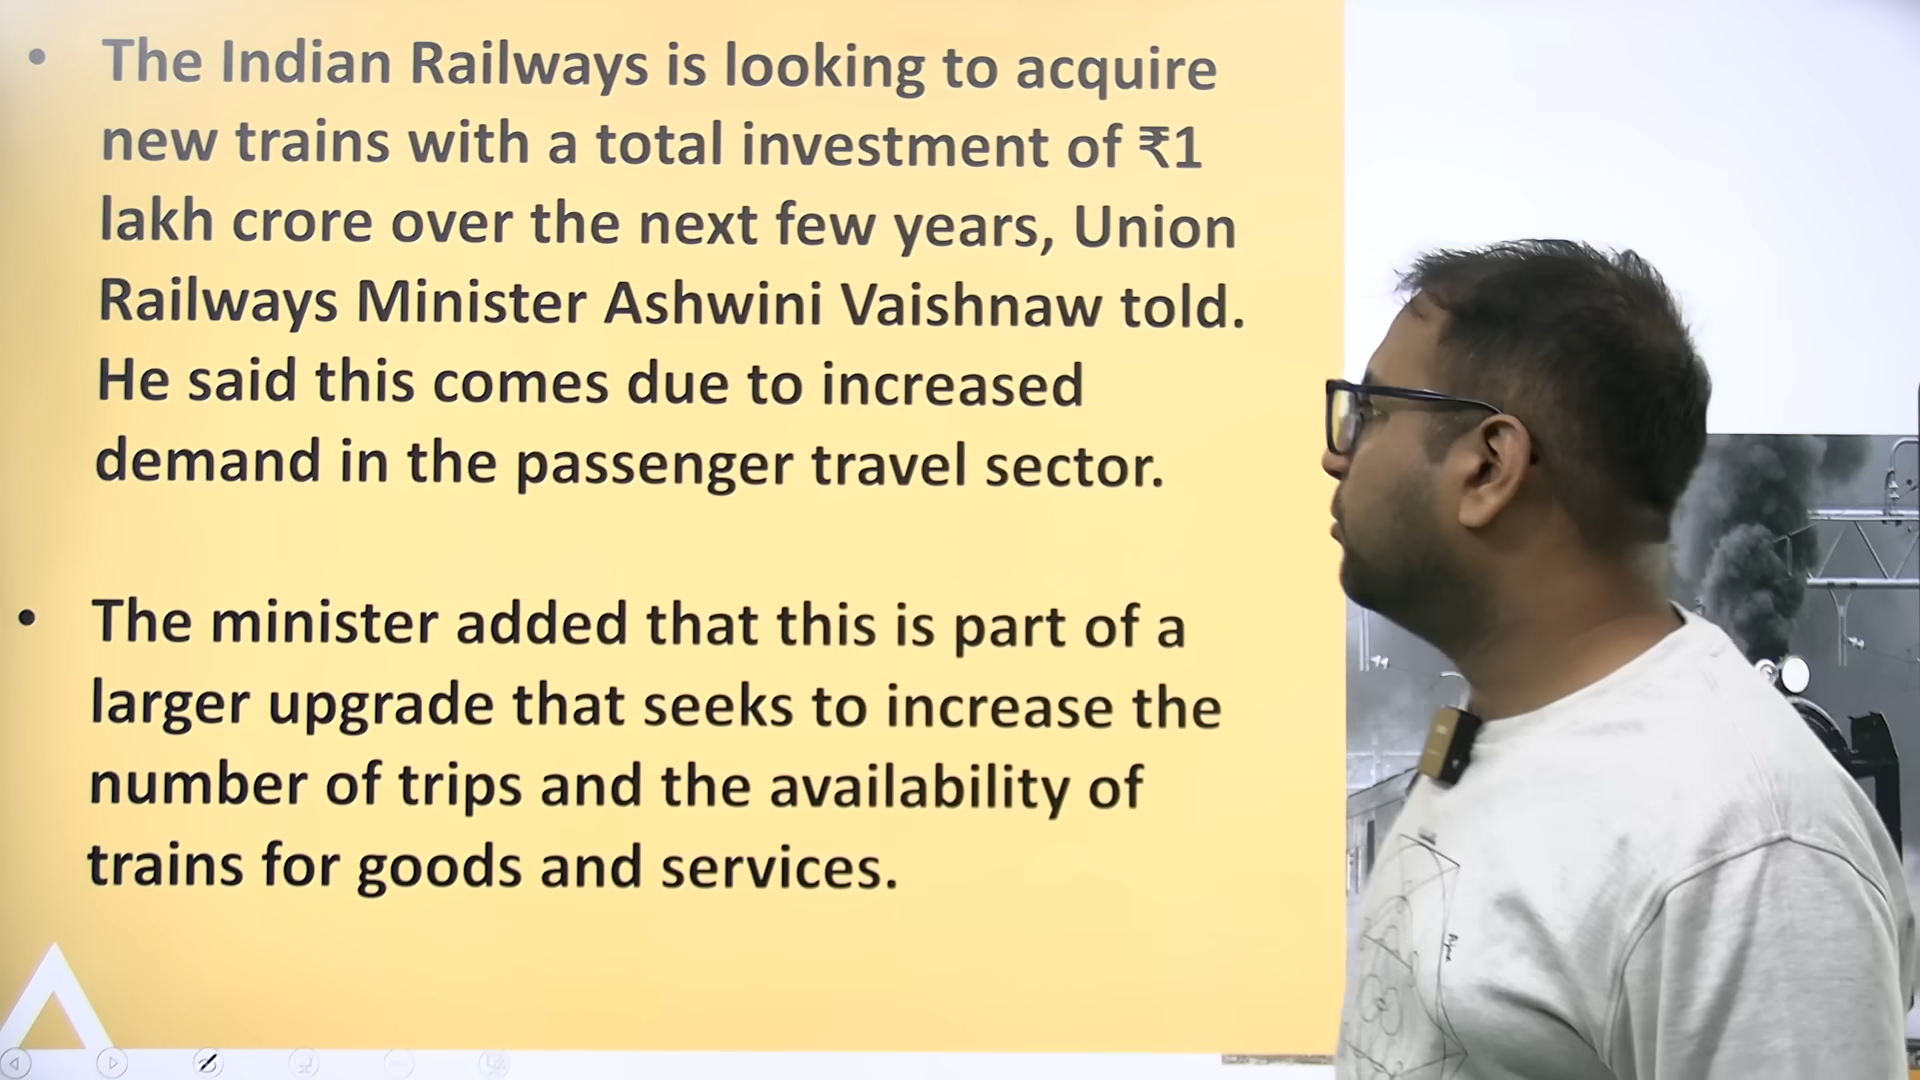 • The Indian Railways is looking to acquire
new trains with a total investment of ₹1
lakh crore over the next few years, Union
Railways Minister Ashwini Vaishnaw told.
He said this comes due to increased
demand in the passenger travel sector.
• The minister added that this is part of a
larger upgrade that seeks to increase the
number of trips and the availability of
trains for goods and services.